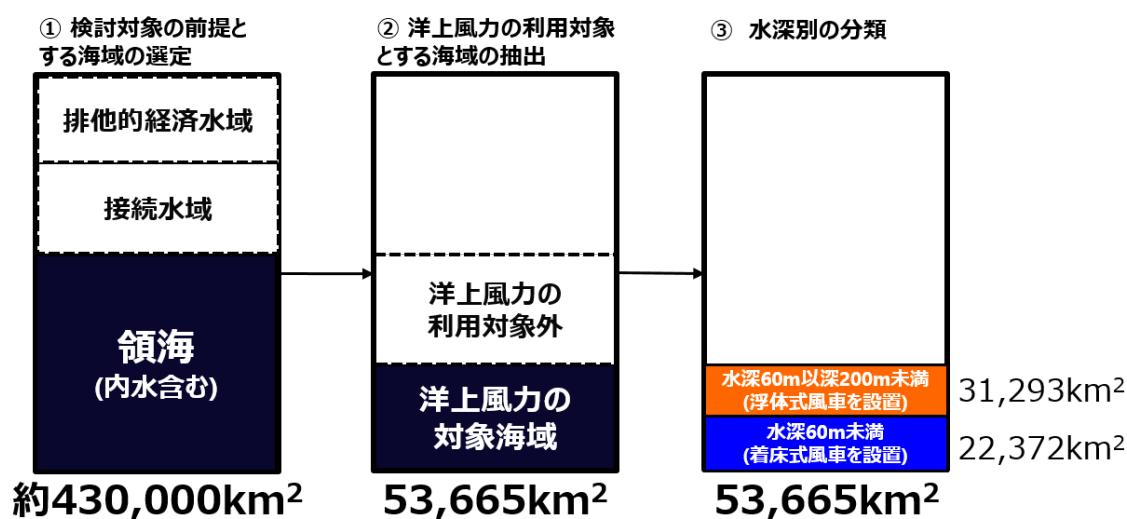 ① 検討対象の前提と
する海域の選定
排他的経済水域
接続水域
領海
(内水含む)
約430,000km²
② 洋上風力の利用対象
とする海域の抽出
洋上風力の
利用対象外
洋上風力の
対象海域
53,665km²
③ 水深別の分類
水深60m以深200m未満
(浮体式風車を設置)
31,293km²
水深60m未満
(着床式風車を設置)
22,372km²
53,665km²